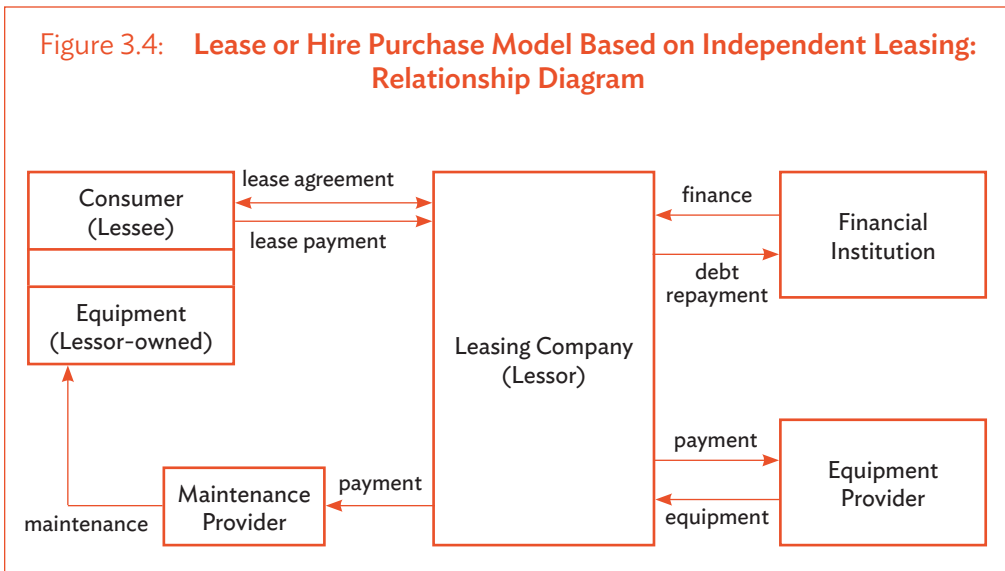 Figure 3.4: Lease or Hire Purchase Model Based on Independent Leasing:
Relationship Diagram
Consumer
(Lessee)
Equipment
(Lessor-owned)
lease agreement
lease payment
Leasing Company
(Lessor)
finance
debt
repayment
Financial
Institution
payment
equipment
Equipment
Provider
payment
Maintenance
Provider
maintenance